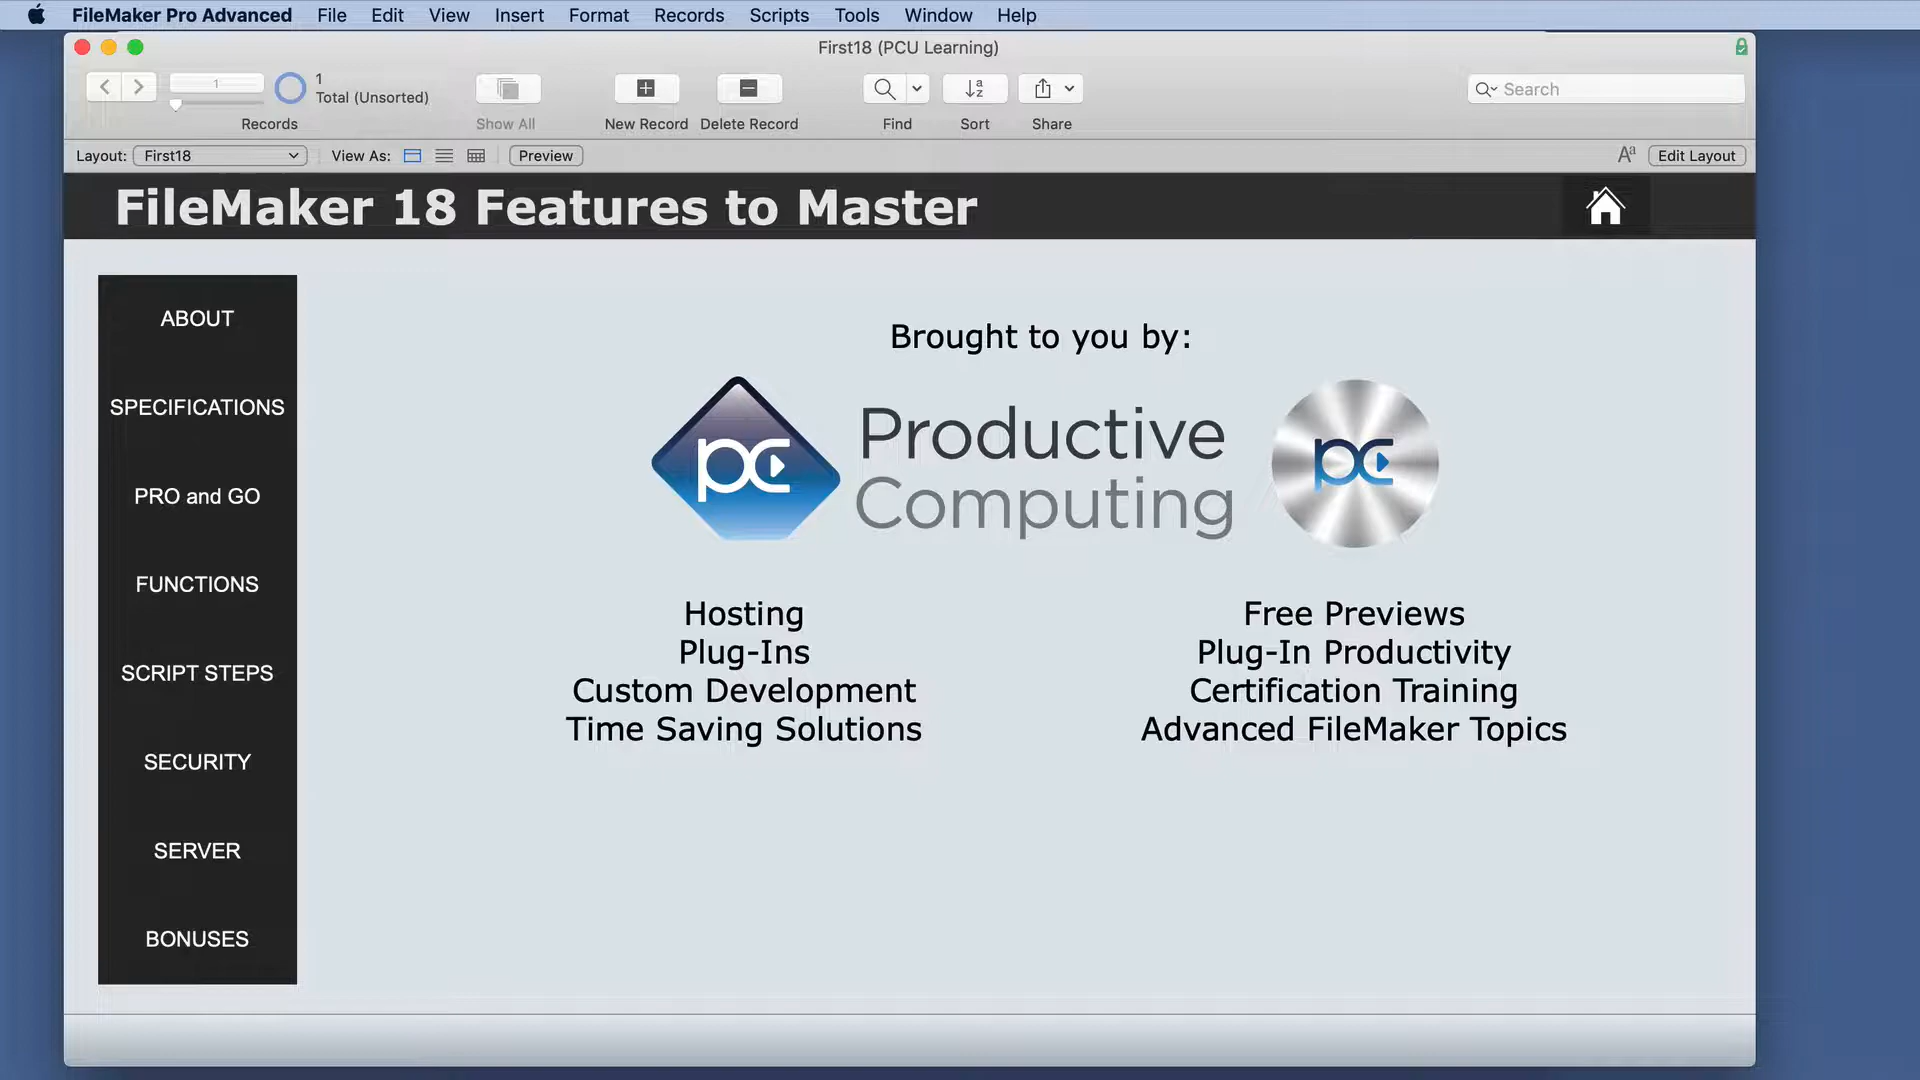 FileMaker Pro Advanced File Edit View Insert Format Records Scripts Tools Window Help
First18 (PCU Learning)
1
1
Total (Unsorted)
Search
Records
Show All
New Record
Delete Record
Find
Sort
Share
Layout: First18 View As: Preview Edit Layout
FileMaker 18 Features to Master
ABOUT
SPECIFICATIONS
PRO and GO
FUNCTIONS
SCRIPT STEPS
SECURITY
SERVER
BONUSES
Brought to you by:
pc
Productive
Computing
pc
Hosting
Plug-Ins
Custom Development
Time Saving Solutions
Free Previews
Plug-In Productivity
Certification Training
Advanced FileMaker Topics